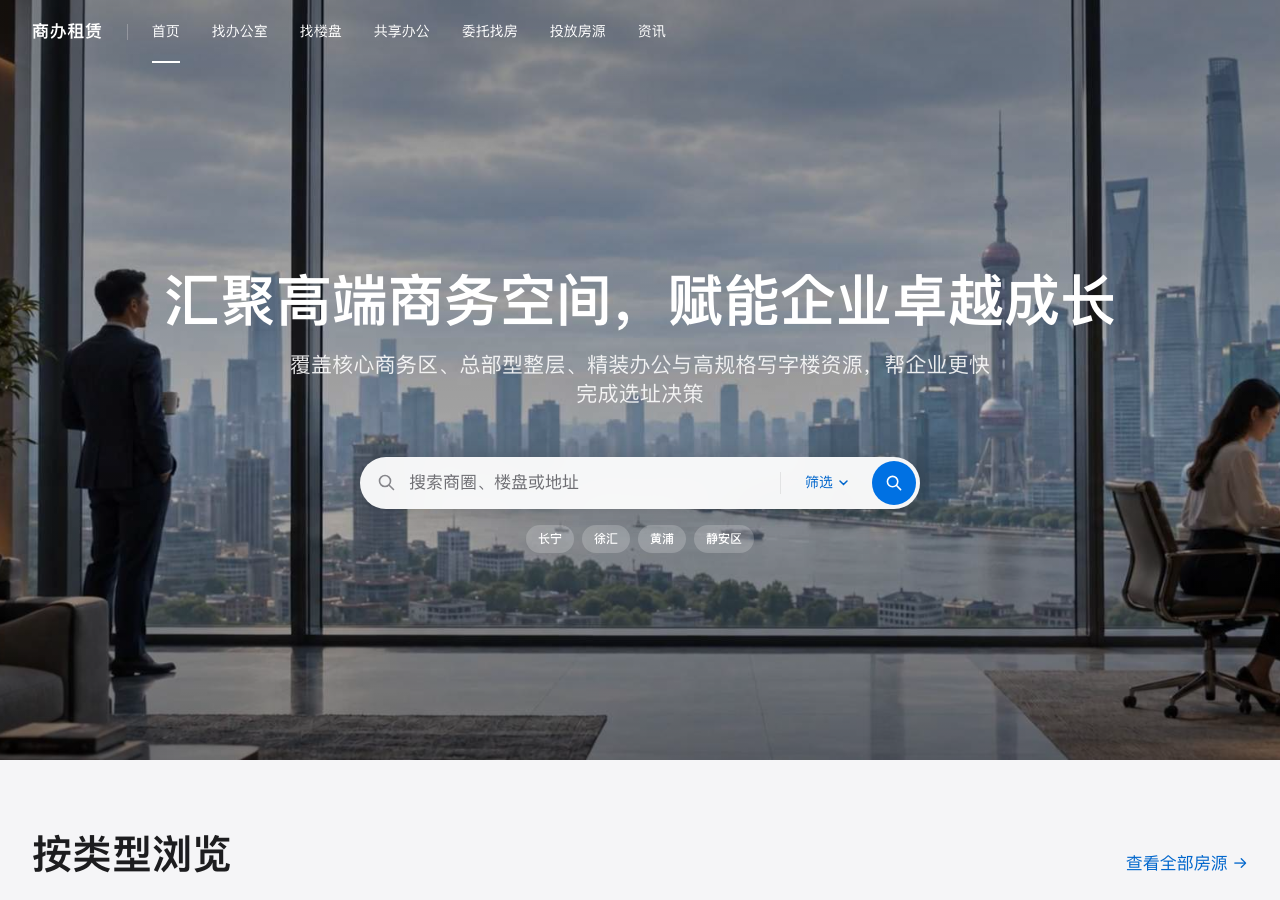 商办租赁
首页
找办公室
找楼盘
共享办公
委托找房
投放房源
资讯
汇聚高端商务空间，赋能企业卓越成长
覆盖核心商务区、总部型整层、精装办公与高规格写字楼资源，帮企业更快
完成选址决策
搜索商圈、楼盘或地址
筛选
长宁
徐汇
黄浦
静安区
按类型浏览
查看全部房源 →